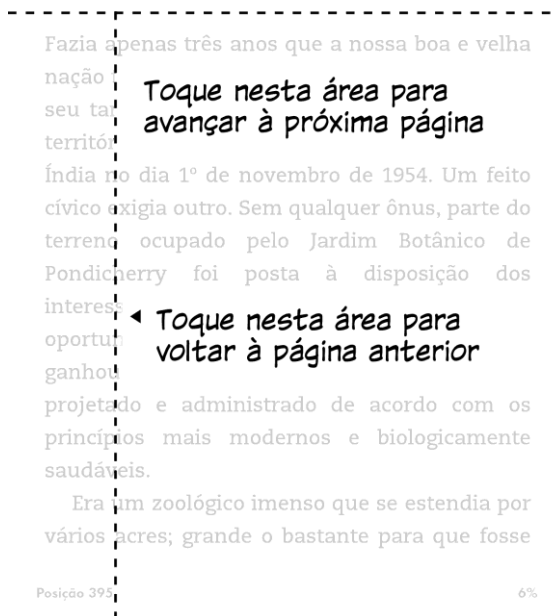 Fazia apenas três anos que a nossa boa e velha
nação
Toque nesta área para
avançar à próxima página
seu
Índia no dia 1º de novembro de 1954. Um feito
cívico exigia outro. Sem qualquer ônus, parte do
terreno ocupado pelo Jardim Botânico de
Pondicherry foi posta à disposição dos
Toque nesta área para
voltar à página anterior
ganhou
projetado e administrado de acordo com os
princípios mais modernos e biologicamente
saudáveis.
Era um zoológico imenso que se estendia por
vários acres; grande o bastante para que fosse
Posição 395 6%